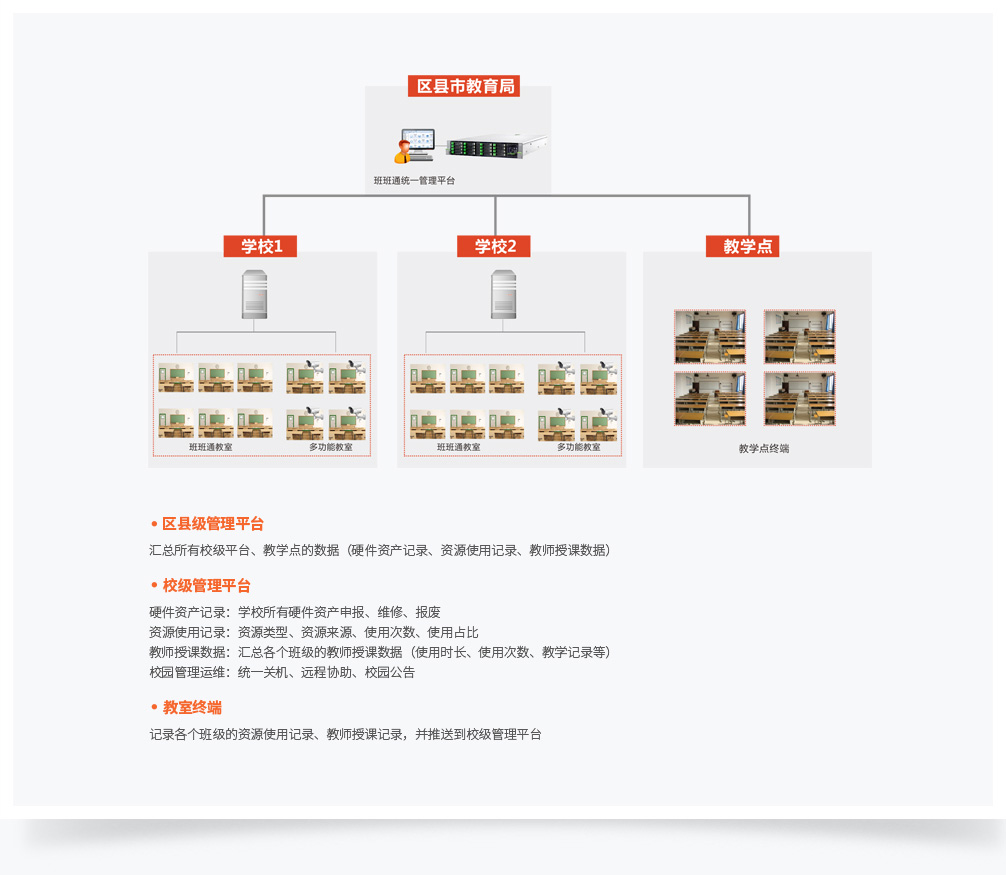 区县市教育局
班班通统一管理平台
学校1
学校2
教学点
班班通教室
多功能教室
班班通教室
多功能教室
教学点终端
• 区县级管理平台
汇总所有校级平台、教学点的数据（硬件资产记录、资源使用记录、教师授课数据）
• 校级管理平台
硬件资产记录：学校所有硬件资产申报、维修、报废
资源使用记录：资源类型、资源来源、使用次数、使用占比
教师授课数据：汇总各个班级的教师授课数据（使用时长、使用次数、教学记录等）
校园管理运维：统一关机、远程协助、校园公告
• 教室终端
记录各个班级的资源使用记录、教师授课记录，并推送到校级管理平台